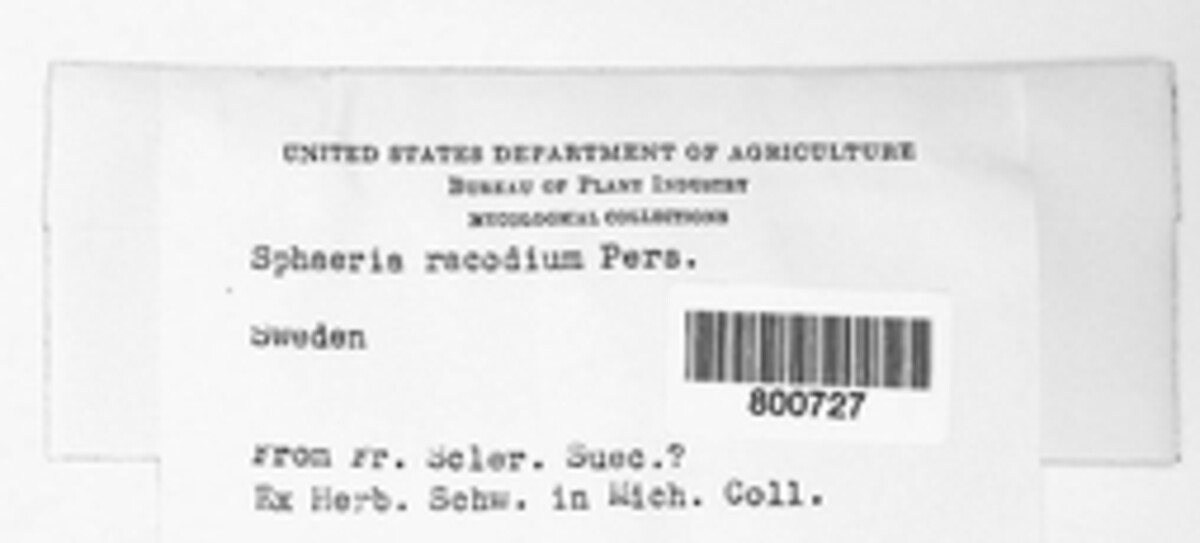 UNITED STATES DEPARTMENT OF AGRICULTURE
BUREAU OF PLANT INDUSTRY
MYCOLOGICAL COLLECTIONS
Sphaeria racodium Pers.
Sweden
800727
From Fr. Scler. Suec.?
Ex Herb. Schw. in Mich. Coll.